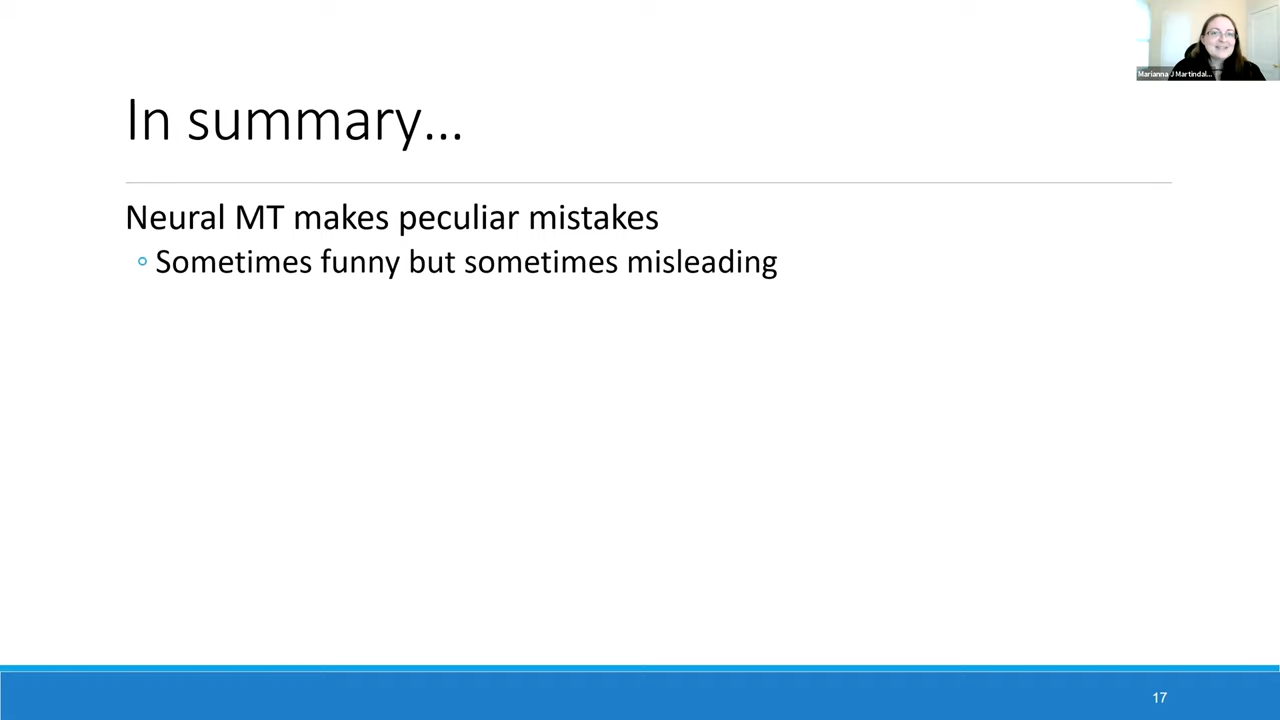 Marianna J Martindal...
In summary...
Neural MT makes peculiar mistakes
Sometimes funny but sometimes misleading
17